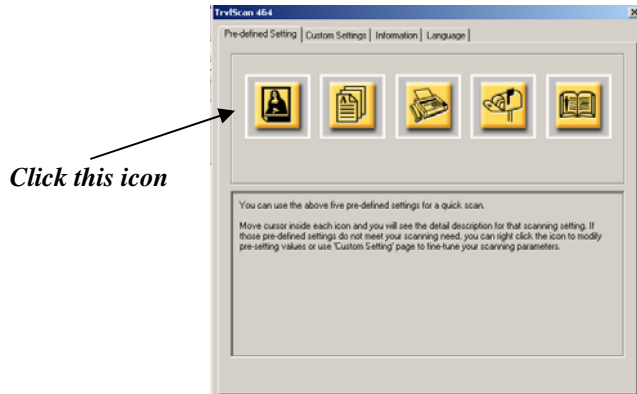 TrvlScan 464
Pre-defined Setting Custom Settings Information Language
Click this icon
You can use the above five pre-defined settings for a quick scan.
Move cursor inside each icon and you will see the detail description for that scanning setting. If
those pre-defined settings do not meet your scanning need, you can right click the icon to modify
pre-setting values or use 'Custom Setting' page to fine-tune your scanning parameters.